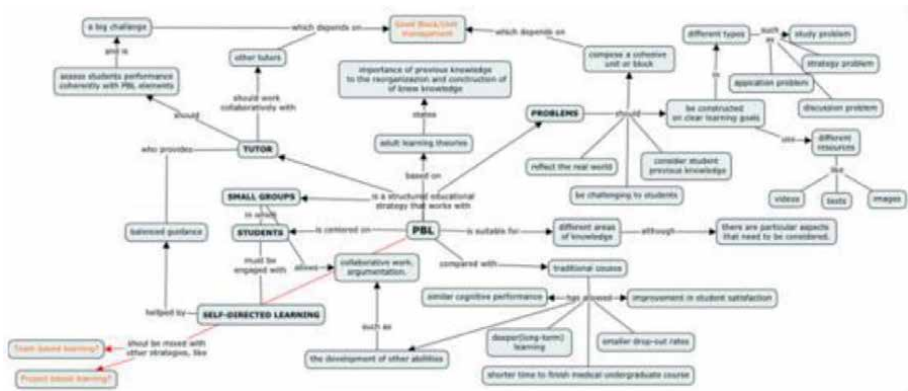 a big challenge
which depends on
Good Block/Unit
management
which depends on
and is
other tutors
assess students performance
coherently with PBL elements
should work
collaboratively with
should
who provides
TUTOR
importance of previous knowledge
to the reorganizazion and construction of
of knew knowledge
states
adult learning theories
based on
is a structured educational
strategy that works with
PROBLEMS
should
compose a cohesive
unit or block
reflect the real world
be challenging to students
consider student
previous knowledge
be constructed
on clear learning goals
different types
such
as
study problem
strategy problem
appication problem
discussion problem
use
different
resources
like
videos
texts
images
SMALL GROUPS
in which
STUDENTS
is centered on
PBL
is suitable for
different areas
of knowledge
although
there are particular aspects
that need to be considered.
balanced guidance
must be
engaged with
allows
collaborative work,
argumentation.
compared with
traditional course
helped by
SELF-DIRECTED LEARNING
such as
similar cognitive performance
has showed
improvement in student satisfaction
deeper(long-term)
learning
smaller drop-out rates
the development of other abilities
shorter time to finish medical undergraduate course
shoul be mixed with
other strategies, like
Team based learning?
Project based learning?